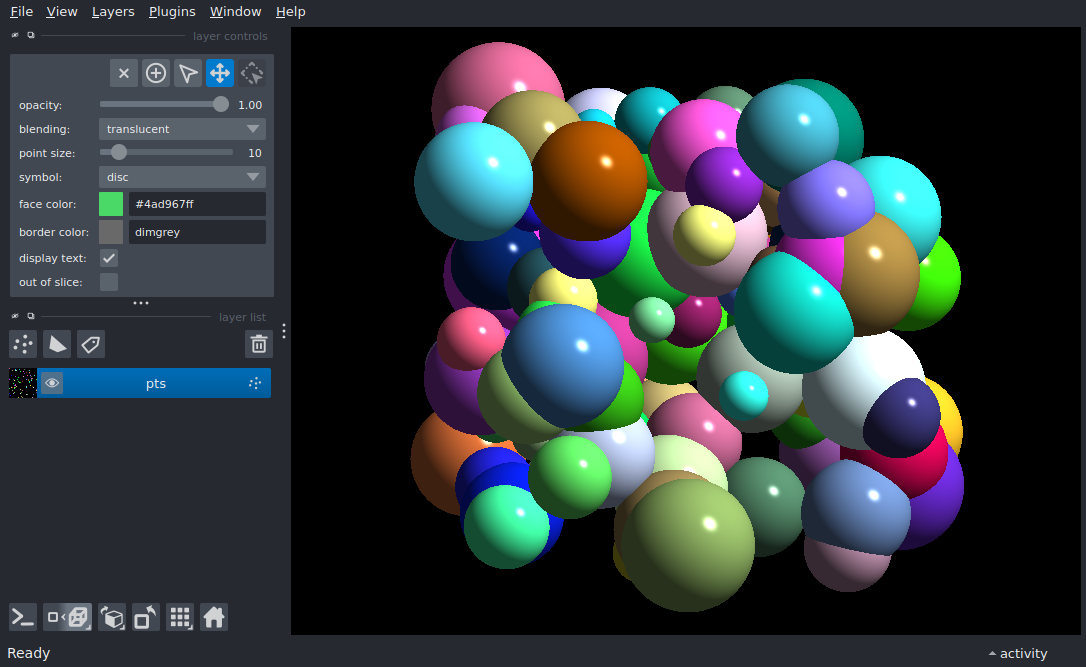 File View Layers Plugins Window Help
layer controls
opacity: 1.00
blending: translucent
point size: 10
symbol: disc
face color: #4ad967ff
border color: dimgrey
display text:
out of slice:
layer list
pts
Ready
activity